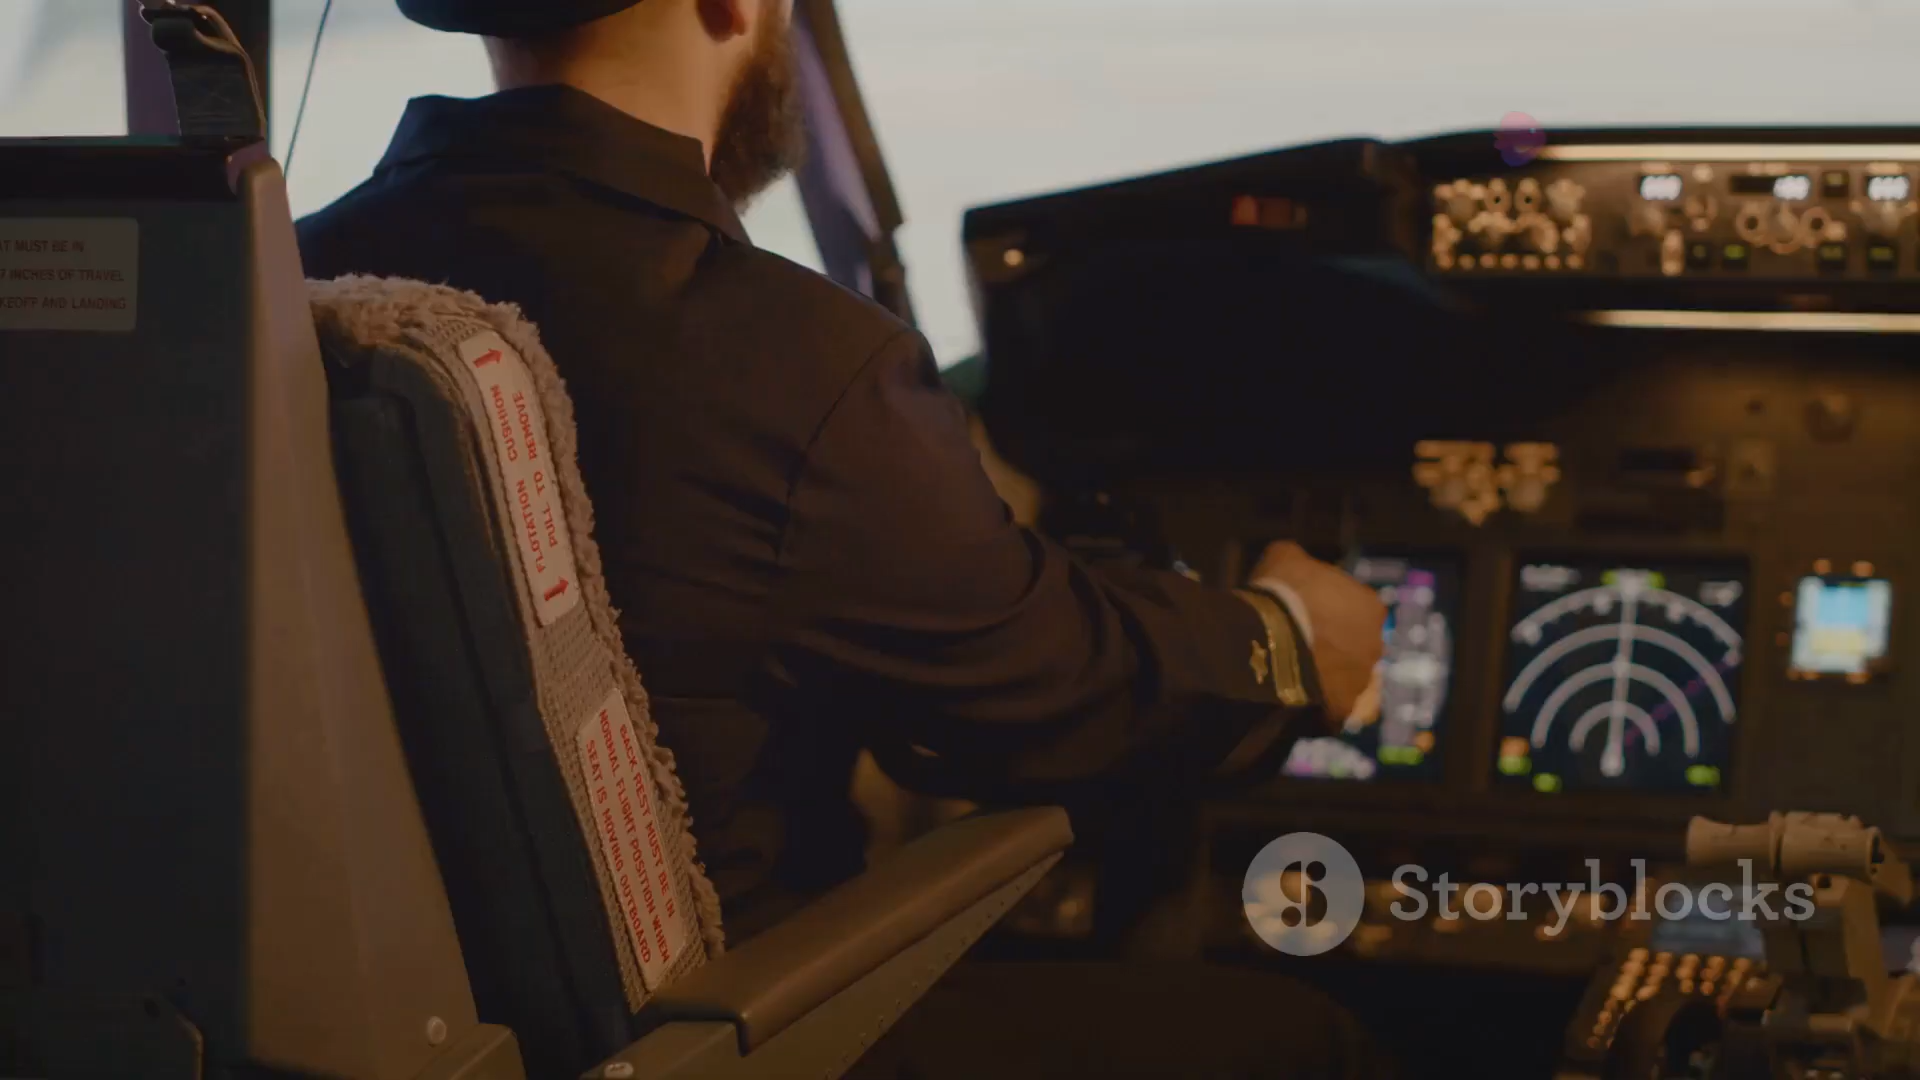 AT MUST BE IN
7 INCHES OF TRAVEL
KEOFF AND LANDING
FLOTATION CUSHION
PULL TO REMOVE
BACK REST MUST BE IN
NORMAL FLIGHT POSITION WHEN
SEAT IS MOVING OUTBOARD
Storyblocks